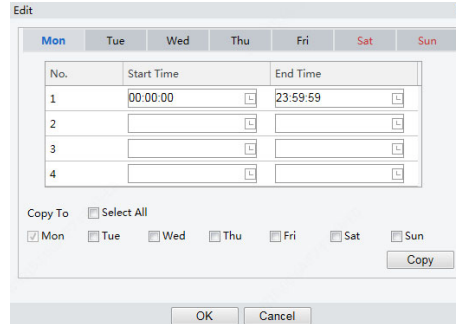 Edit
Mon Tue Wed Thu Fri Sat Sun
No. Start Time End Time
1 00:00:00 23:59:59
2
3
4
Copy To Select All
Mon Tue Wed Thu Fri Sat Sun
Copy
OK Cancel